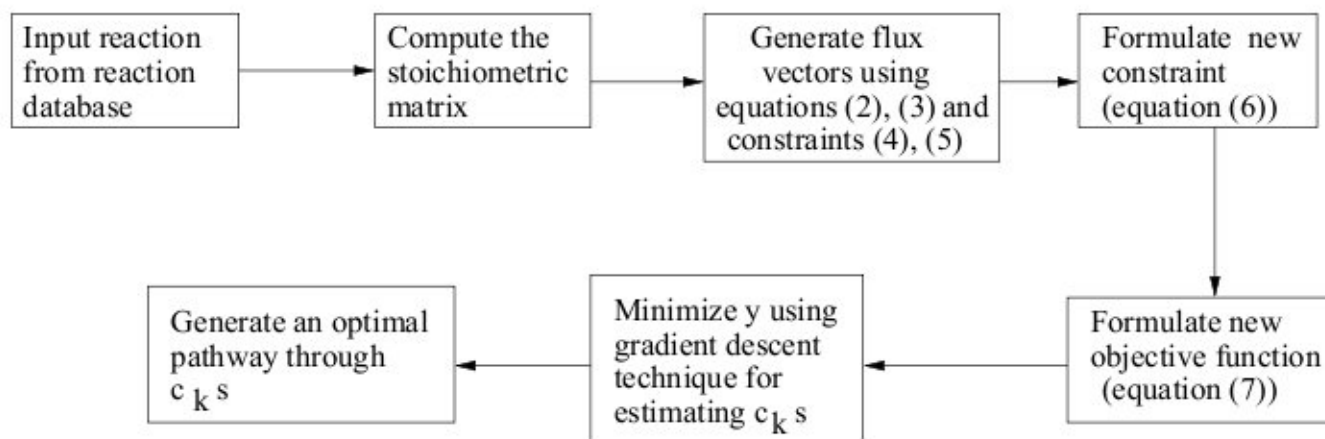 Input reaction
from reaction
database
Compute the
stoichiometric
matrix
Generate flux
vectors using
equations (2), (3) and
constraints (4), (5)
Formulate new
constraint
(equation (6))
Formulate new
objective function
(equation (7))
Minimize y using
gradient descent
technique for
estimating c k s
Generate an optimal
pathway through
c k s